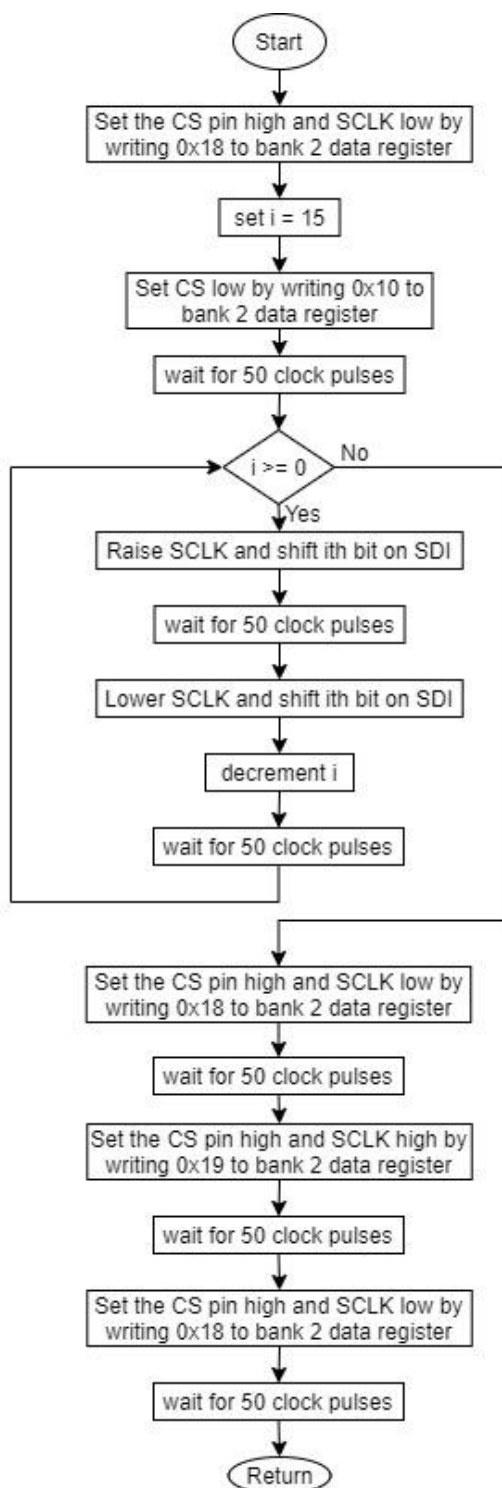 Start
Set the CS pin high and SCLK low by
writing 0x18 to bank 2 data register
set i = 15
Set CS low by writing 0x10 to
bank 2 data register
wait for 50 clock pulses
i >= 0
No
Yes
Raise SCLK and shift ith bit on SDI
wait for 50 clock pulses
Lower SCLK and shift ith bit on SDI
decrement i
wait for 50 clock pulses
Set the CS pin high and SCLK low by
writing 0x18 to bank 2 data register
wait for 50 clock pulses
Set the CS pin high and SCLK high by
writing 0x19 to bank 2 data register
wait for 50 clock pulses
Set the CS pin high and SCLK low by
writing 0x18 to bank 2 data register
wait for 50 clock pulses
Return